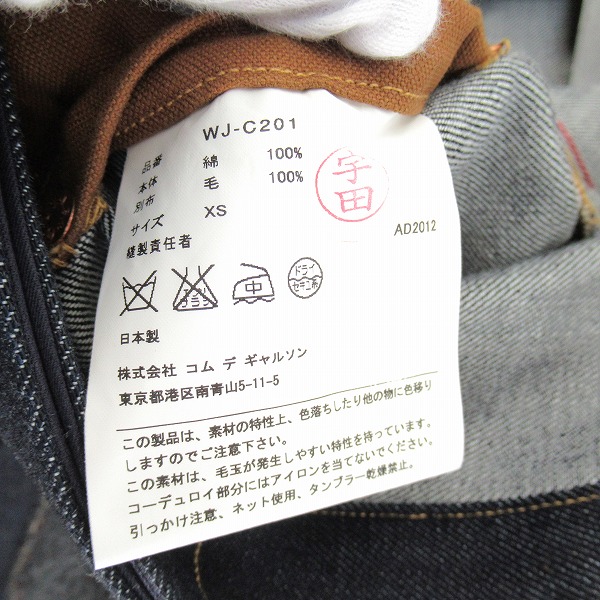 品番 WJ-C201
本体 綿 100%
別布 毛 100%
サイズ XS
縫製責任者
宇田
AD2012
エンソサラシ
中
ドライ
セキユ系
日本製
株式会社 コム デ ギャルソン
東京都港区南青山5-11-5
この製品は、素材の特性上、色落ちしたり他の物に色移り
しますのでご注意下さい。
この素材は、毛玉が発生しやすい特性を持っています。
コーデュロイ部分にはアイロンを当てないでください。
引っかけ注意、ネット使用、タンブラー乾燥禁止。